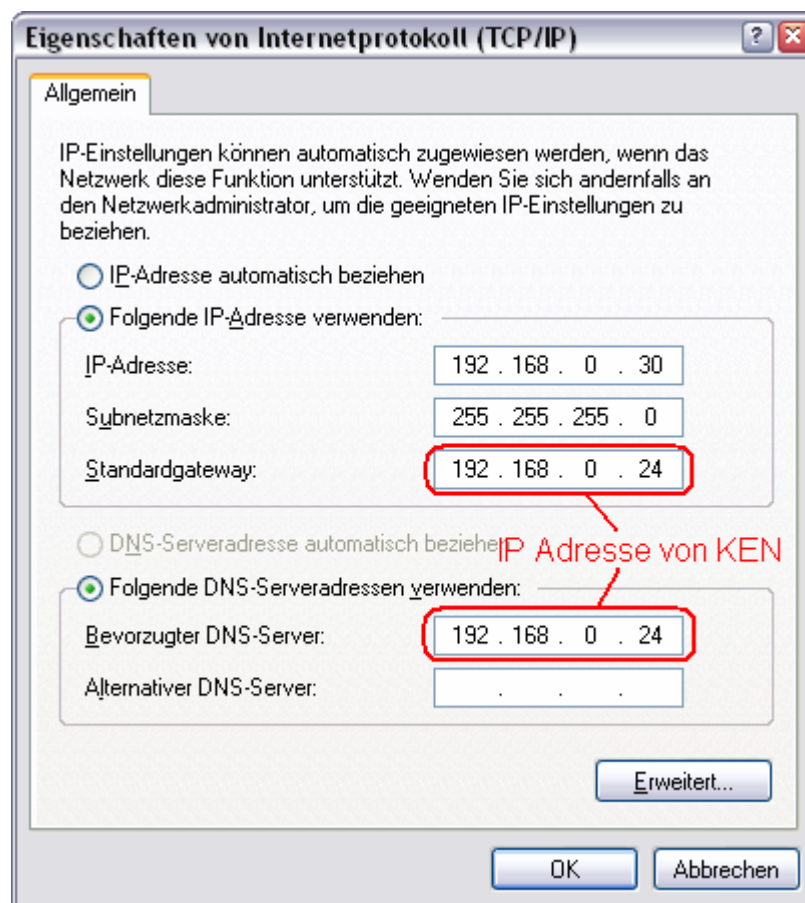 Eigenschaften von Internetprotokoll (TCP/IP)
Allgemein
IP-Einstellungen können automatisch zugewiesen werden, wenn das
Netzwerk diese Funktion unterstützt. Wenden Sie sich andernfalls an
den Netzwerkadministrator, um die geeigneten IP-Einstellungen zu
beziehen.
IP-Adresse automatisch beziehen
Folgende IP-Adresse verwenden:
IP-Adresse: 192 . 168 . 0 . 30
Subnetzmaske: 255 . 255 . 255 . 0
Standardgateway: 192 . 168 . 0 . 24
DNS-Serveradresse automatisch beziehen
IP Adresse von KEN
Folgende DNS-Serveradressen verwenden:
Bevorzugter DNS-Server: 192 . 168 . 0 . 24
Alternativer DNS-Server: . . .
Erweitert...
OK Abbrechen